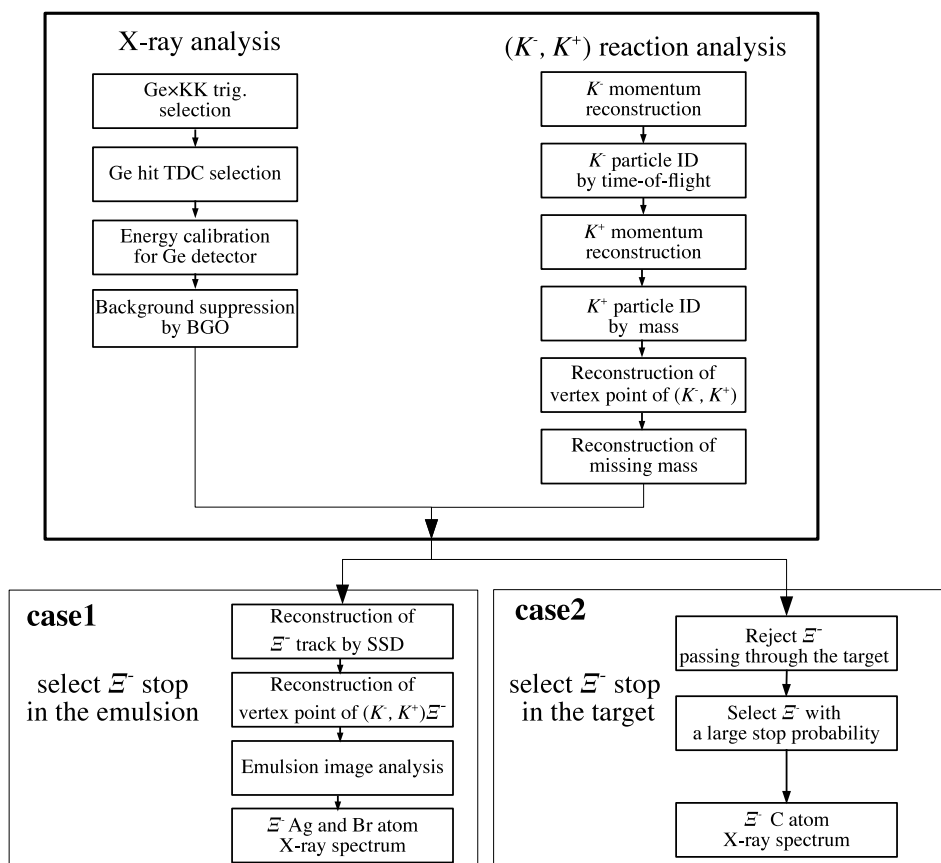 X-ray analysis
Ge×KK trig.
selection
Ge hit TDC selection
Energy calibration
for Ge detector
Background suppression
by BGO
(K⁻, K⁺) reaction analysis
K⁻ momentum
reconstruction
K⁻ particle ID
by time-of-flight
K⁺ momentum
reconstruction
K⁺ particle ID
by mass
Reconstruction of
vertex point of (K⁻, K⁺)
Reconstruction of
missing mass
case1
select Ξ⁻ stop
in the emulsion
Reconstruction of
Ξ⁻ track by SSD
Reconstruction of
vertex point of (K⁻, K⁺)Ξ⁻
Emulsion image analysis
Ξ⁻ Ag and Br atom
X-ray spectrum
case2
select Ξ⁻ stop
in the target
Reject Ξ⁻
passing through the target
Select Ξ⁻ with
a large stop probability
Ξ⁻ C atom
X-ray spectrum